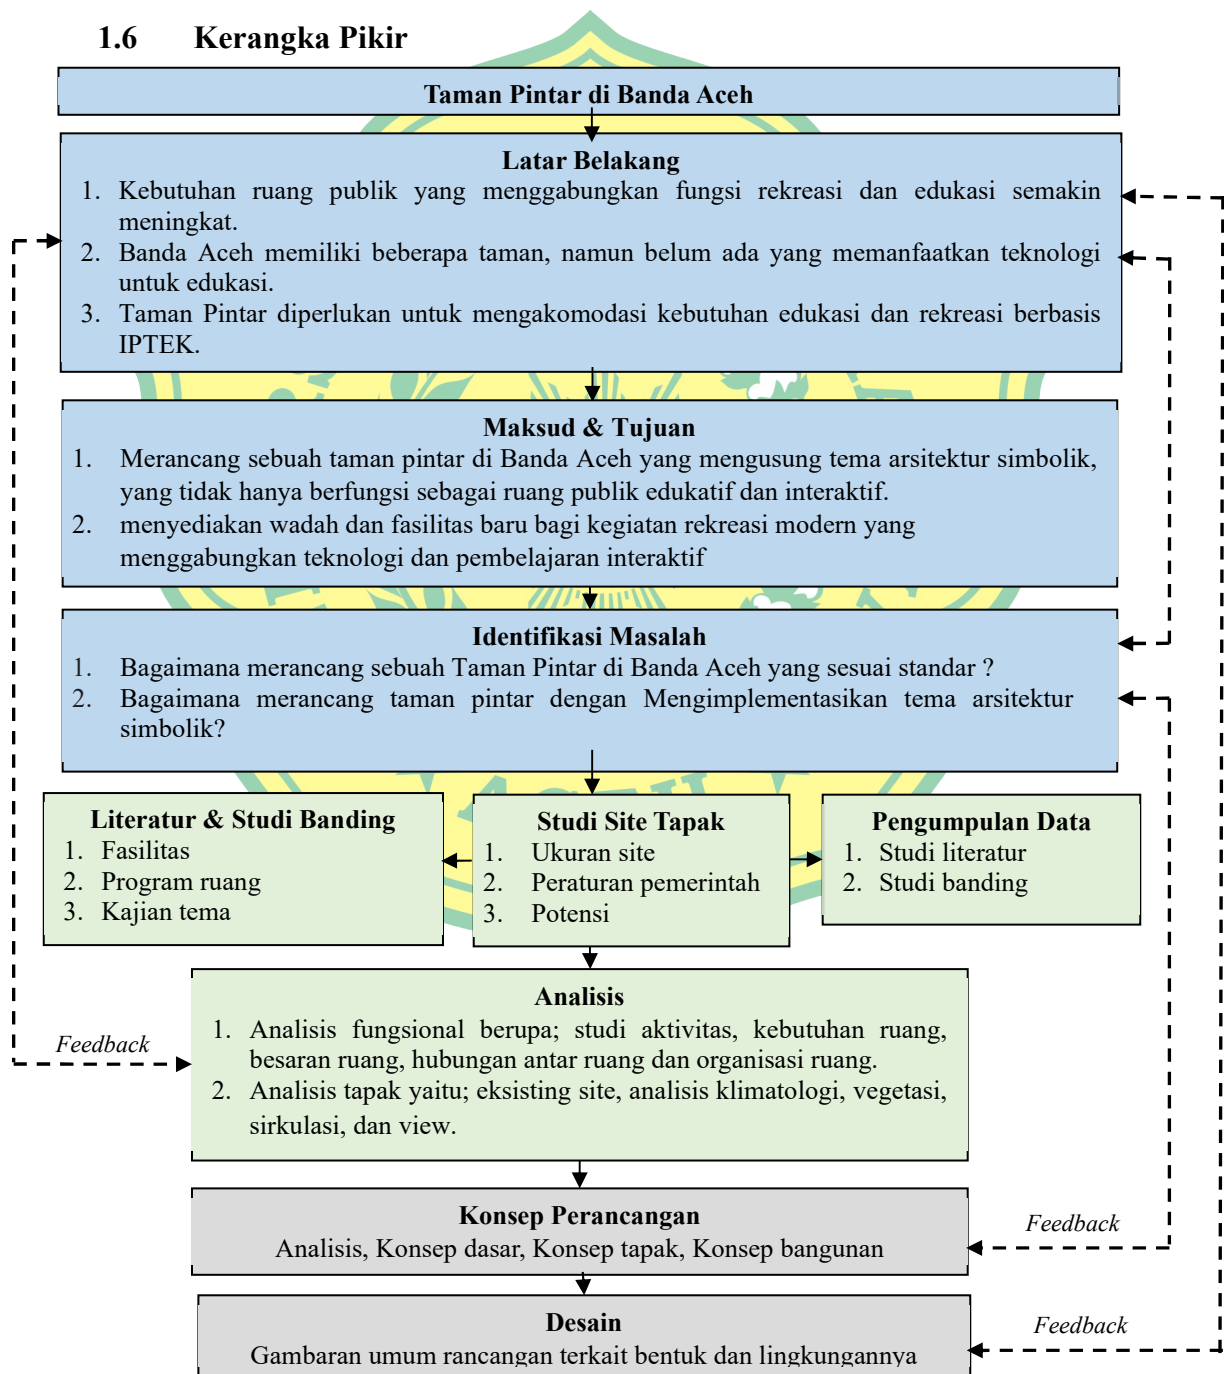 1.6 Kerangka Pikir
Taman Pintar di Banda Aceh
Latar Belakang
1. Kebutuhan ruang publik yang menggabungkan fungsi rekreasi dan edukasi semakin
meningkat.
2. Banda Aceh memiliki beberapa taman, namun belum ada yang memanfaatkan teknologi
untuk edukasi.
3. Taman Pintar diperlukan untuk mengakomodasi kebutuhan edukasi dan rekreasi berbasis
IPTEK.
Maksud & Tujuan
1. Merancang sebuah taman pintar di Banda Aceh yang mengusung tema arsitektur simbolik,
yang tidak hanya berfungsi sebagai ruang publik edukatif dan interaktif.
2. menyediakan wadah dan fasilitas baru bagi kegiatan rekreasi modern yang
menggabungkan teknologi dan pembelajaran interaktif
Identifikasi Masalah
1. Bagaimana merancang sebuah Taman Pintar di Banda Aceh yang sesuai standar ?
2. Bagaimana merancang taman pintar dengan Mengimplementasikan tema arsitektur
simbolik?
Literatur & Studi Banding
1. Fasilitas
2. Program ruang
3. Kajian tema
Studi Site Tapak
1. Ukuran site
2. Peraturan pemerintah
3. Potensi
Pengumpulan Data
1. Studi literatur
2. Studi banding
Analisis
1. Analisis fungsional berupa; studi aktivitas, kebutuhan ruang,
besaran ruang, hubungan antar ruang dan organisasi ruang.
2. Analisis tapak yaitu; eksisting site, analisis klimatologi, vegetasi,
sirkulasi, dan view.
Feedback
Konsep Perancangan
Analisis, Konsep dasar, Konsep tapak, Konsep bangunan
Feedback
Desain
Gambaran umum rancangan terkait bentuk dan lingkungannya
Feedback